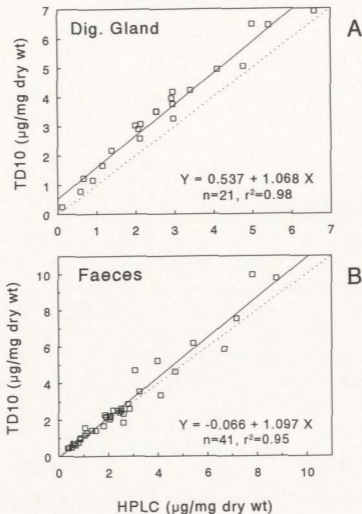 A
Dig. Gland
TD10 (µg/mg dry wt)
7
6
5
4
3
2
1
0
Y = 0.537 + 1.068 X
n=21, r²=0.98
0 1 2 3 4 5 6 7
B
Faeces
TD10 (µg/mg dry wt)
10
8
6
4
2
0
Y = -0.066 + 1.097 X
n=41, r²=0.95
0 2 4 6 8 10
HPLC (µg/mg dry wt)